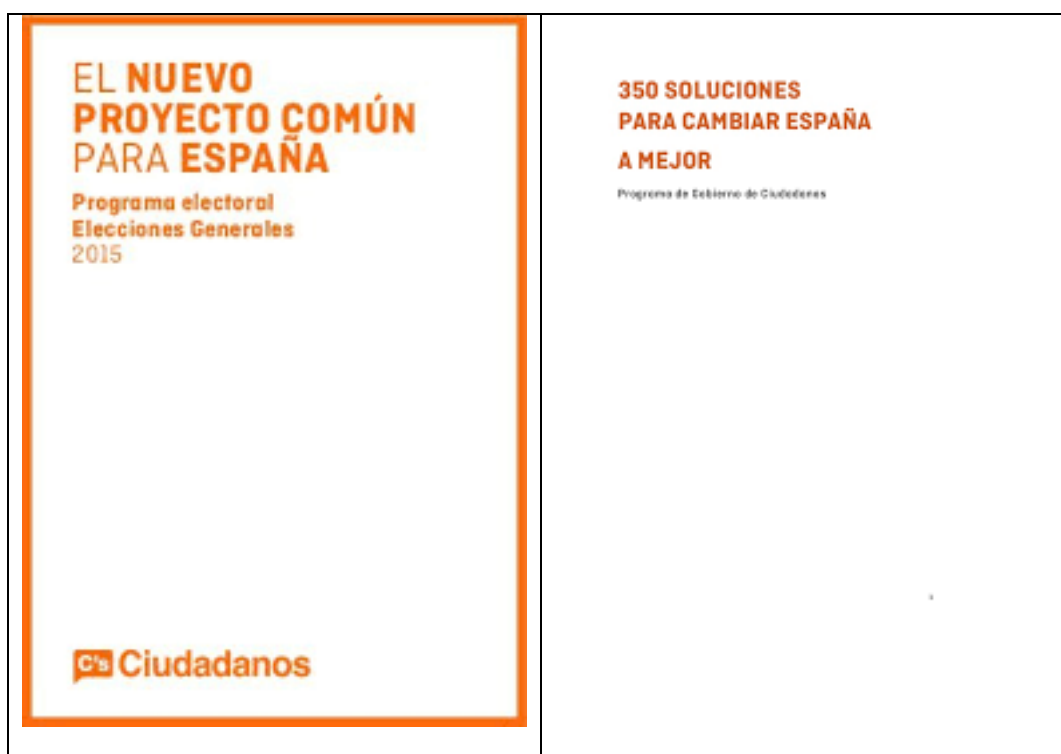 EL NUEVO
PROYECTO COMÚN
PARA ESPAÑA
Programa electoral
Elecciones Generales
2015
C's Ciudadanos
350 SOLUCIONES
PARA CAMBIAR ESPAÑA
A MEJOR
Programa de Gobierno de Ciudadanos